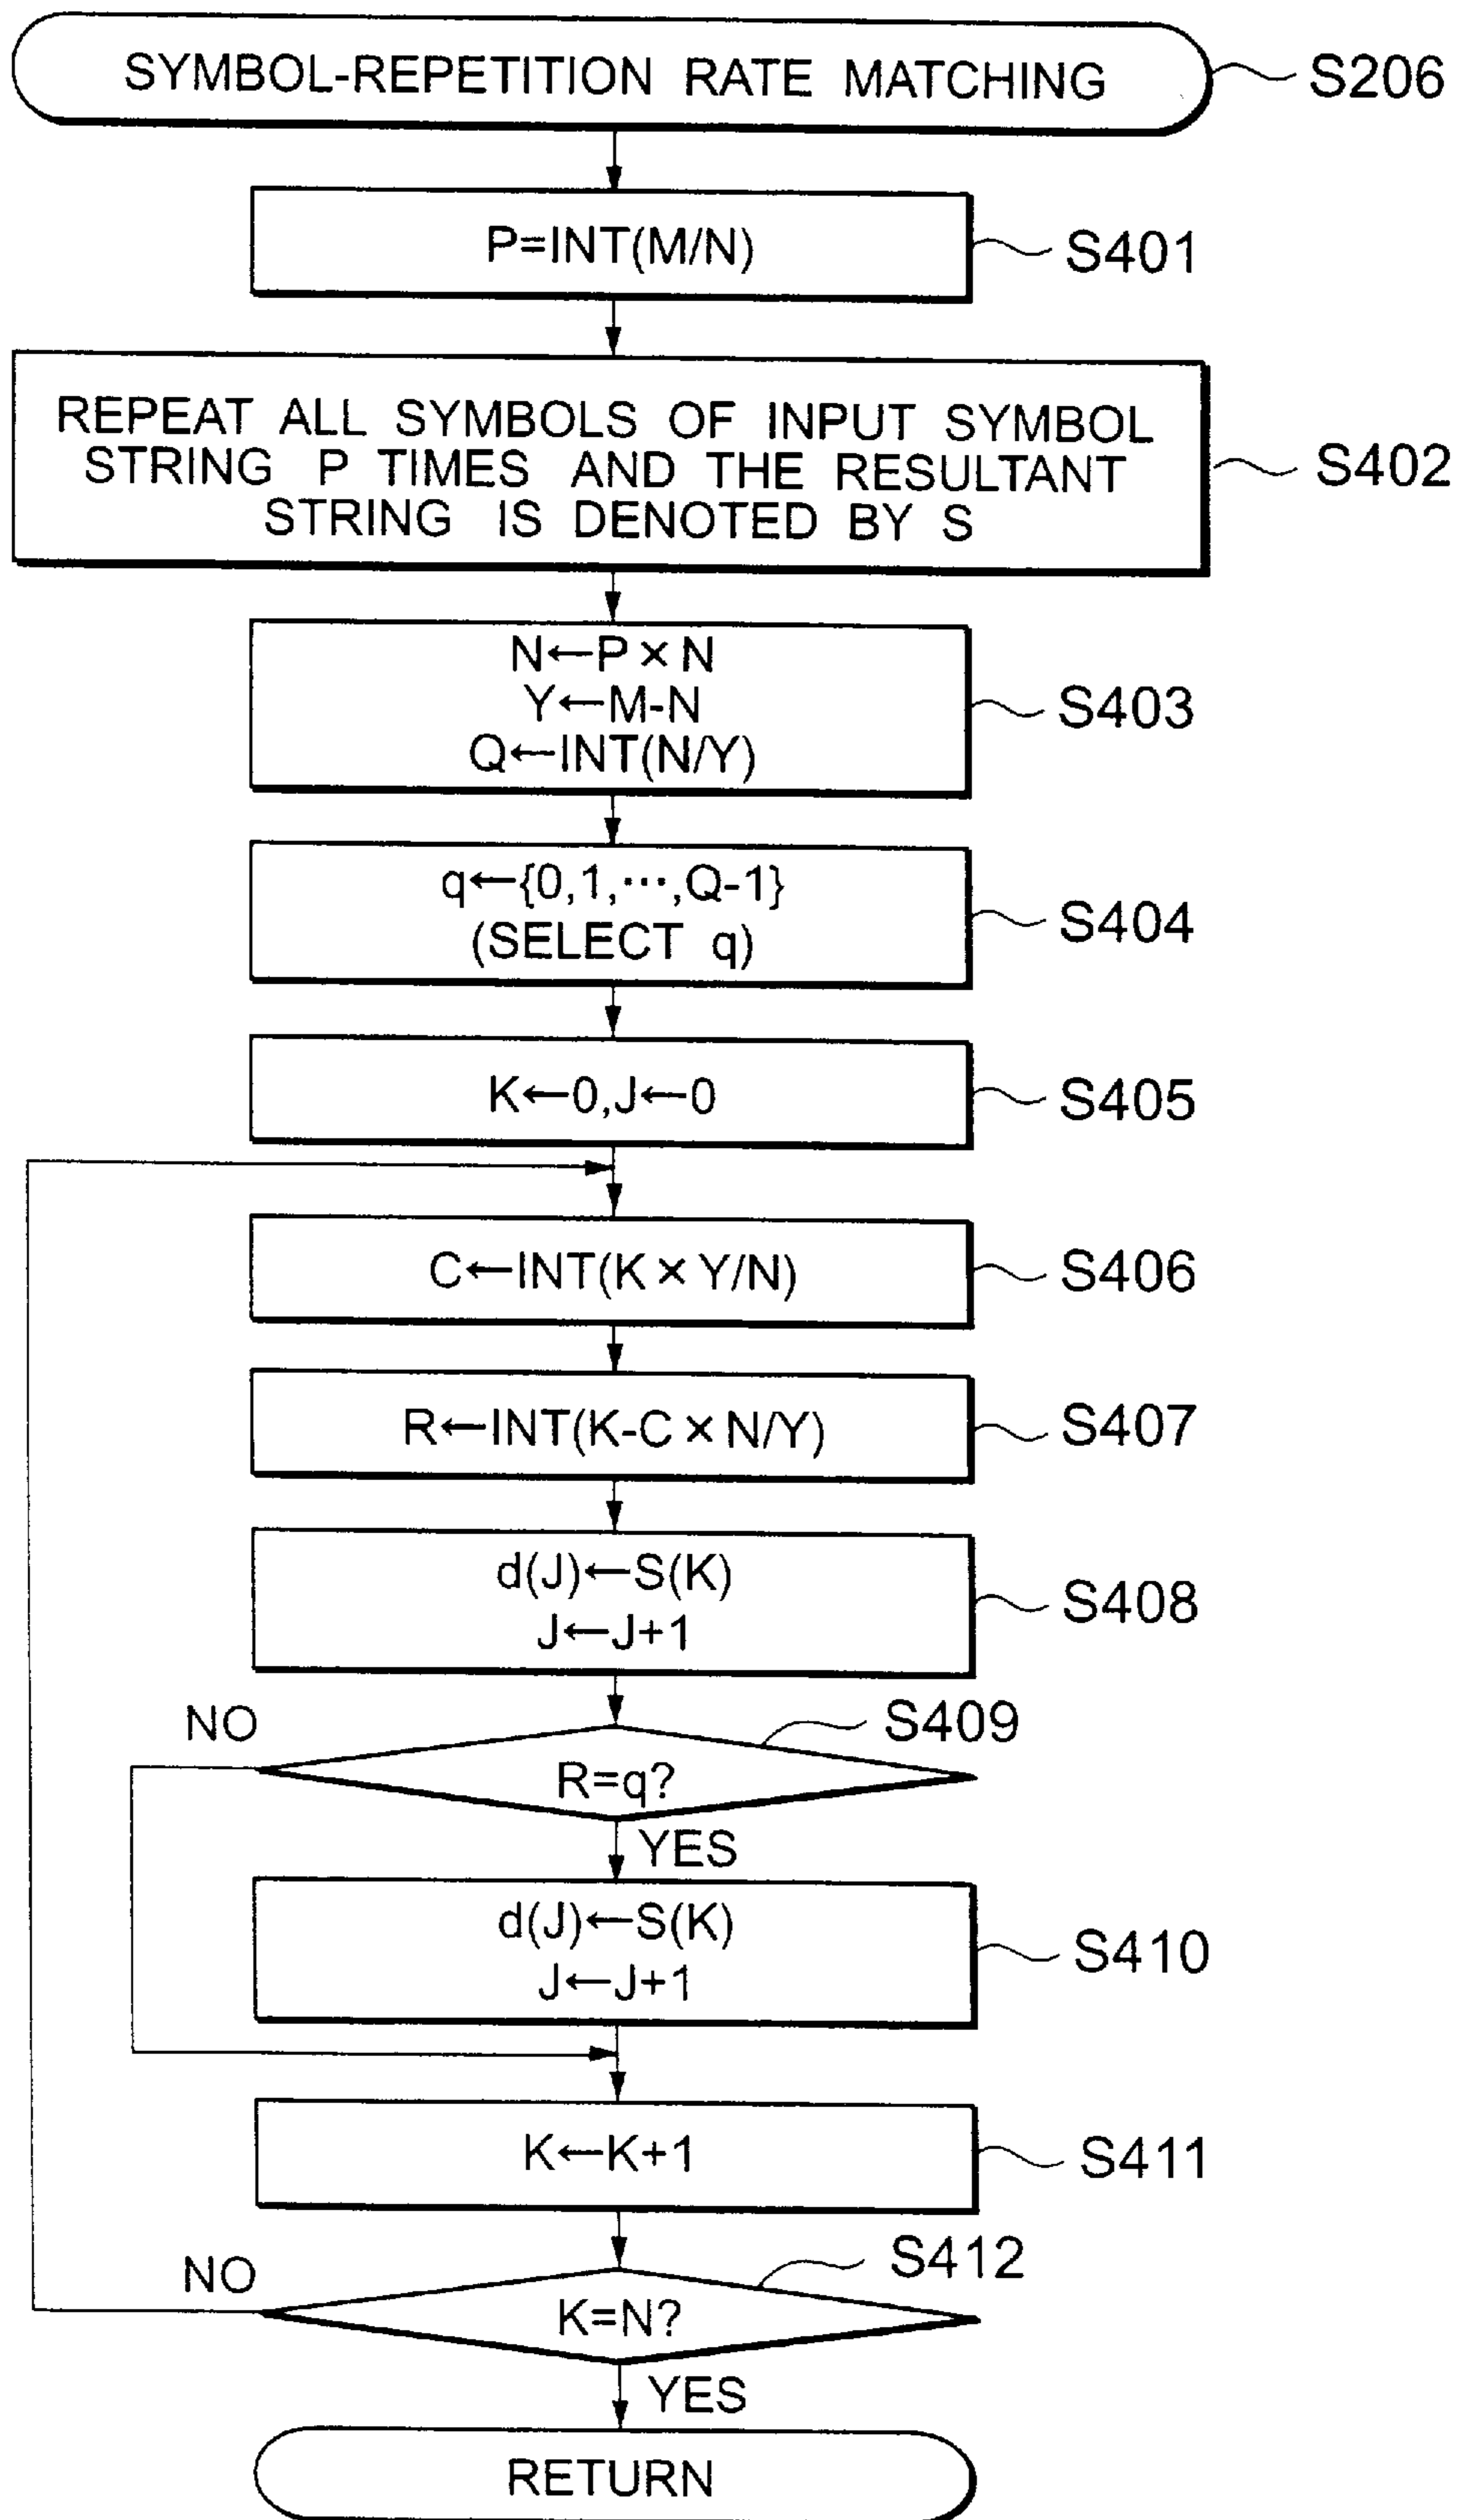 SYMBOL-REPETITION RATE MATCHING
S206
P=INT(M/N)
S401
REPEAT ALL SYMBOLS OF INPUT SYMBOL
STRING P TIMES AND THE RESULTANT
STRING IS DENOTED BY S
S402
N←P×N
Y←M-N
Q←INT(N/Y)
S403
q←{0,1,⋯,Q-1}
(SELECT q)
S404
K←0,J←0
S405
C←INT(K×Y/N)
S406
R←INT(K-C×N/Y)
S407
d(J)←S(K)
J←J+1
S408
NO
S409
R=q?
YES
d(J)←S(K)
J←J+1
S410
K←K+1
S411
NO
S412
K=N?
YES
RETURN